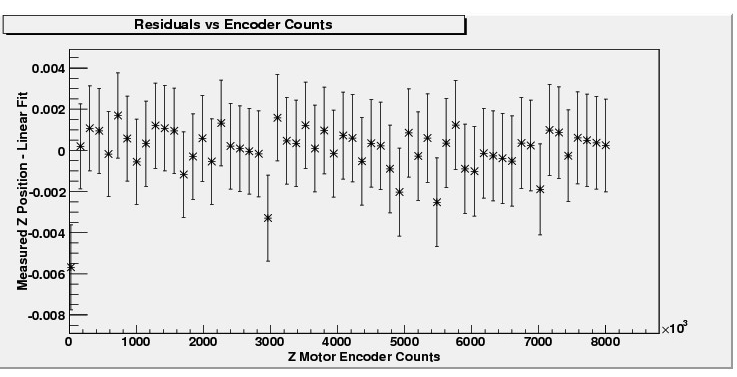 Residuals vs Encoder Counts
Measured Z Position - Linear Fit
0.004
0.002
0
-0.002
-0.004
-0.006
-0.008
0 1000 2000 3000 4000 5000 6000 7000 8000
×10³
Z Motor Encoder Counts